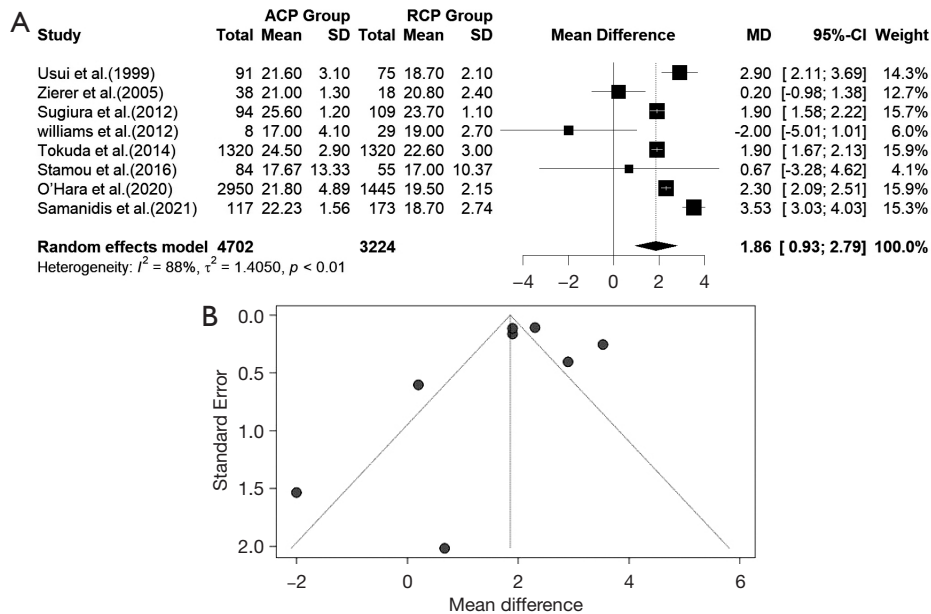 A
ACP Group RCP Group
Study Total Mean SD Total Mean SD Mean Difference MD 95%-CI Weight
Usui et al.(1999) 91 21.60 3.10 75 18.70 2.10 2.90 [ 2.11; 3.69] 14.3%
Zierer et al.(2005) 38 21.00 1.30 18 20.80 2.40 0.20 [-0.98; 1.38] 12.7%
Sugiura et al.(2012) 94 25.60 1.20 109 23.70 1.10 1.90 [ 1.58; 2.22] 15.7%
williams et al.(2012) 8 17.00 4.10 29 19.00 2.70 -2.00 [-5.01; 1.01] 6.0%
Tokuda et al.(2014) 1320 24.50 2.90 1320 22.60 3.00 1.90 [ 1.67; 2.13] 15.9%
Stamou et al.(2016) 84 17.67 13.33 55 17.00 10.37 0.67 [-3.28; 4.62] 4.1%
O'Hara et al.(2020) 2950 21.80 4.89 1445 19.50 2.15 2.30 [ 2.09; 2.51] 15.9%
Samanidis et al.(2021) 117 22.23 1.56 173 18.70 2.74 3.53 [ 3.03; 4.03] 15.3%
Random effects model 4702 3224 1.86 [ 0.93; 2.79] 100.0%
Heterogeneity: I² = 88%, τ² = 1.4050, p < 0.01
−4 −2 0 2 4
B
0.0
0.5
1.0
1.5
2.0
Standard Error
−2 0 2 4 6
Mean difference